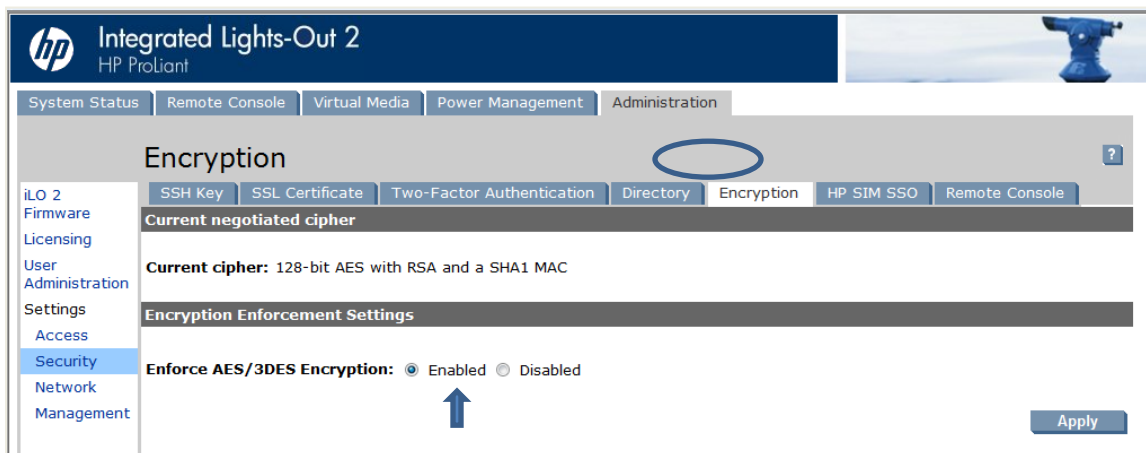 hp
Integrated Lights-Out 2
HP ProLiant
System Status Remote Console Virtual Media Power Management Administration
Encryption ?
SSH Key SSL Certificate Two-Factor Authentication Directory Encryption HP SIM SSO Remote Console
iLO 2
Firmware
Licensing
User
Administration
Settings
Access
Security
Network
Management
Current negotiated cipher
Current cipher: 128-bit AES with RSA and a SHA1 MAC
Encryption Enforcement Settings
Enforce AES/3DES Encryption: Enabled Disabled
Apply